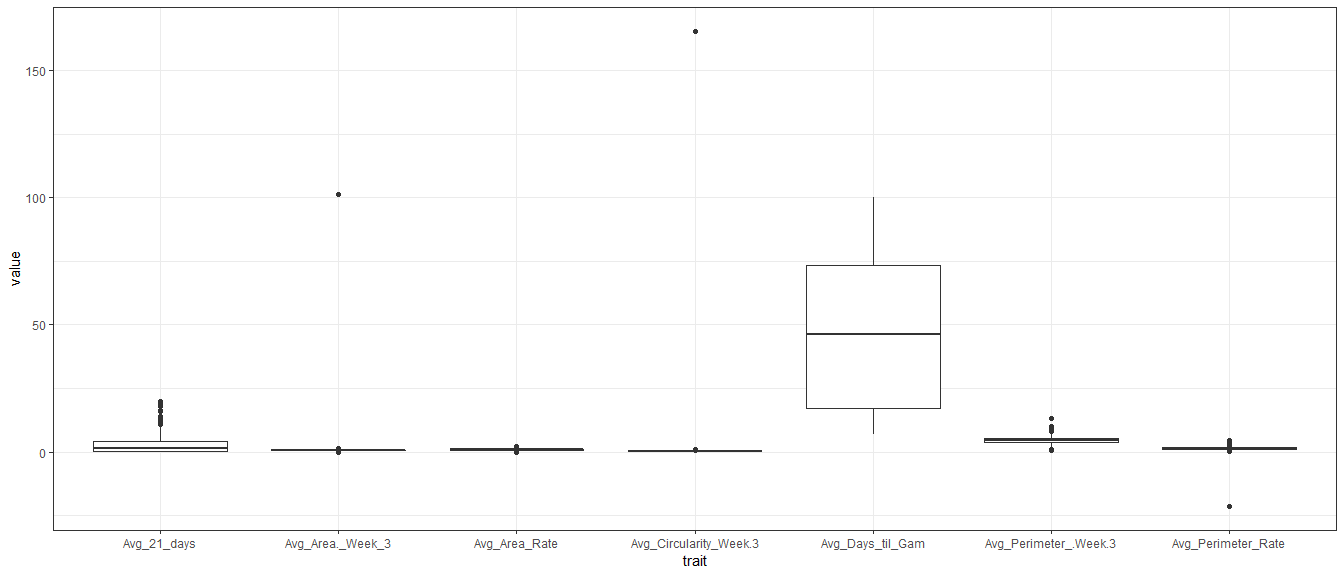 150
100
50
0
value
Avg_21_days Avg_Area._Week_3 Avg_Area_Rate Avg_Circularity_Week.3 Avg_Days_til_Gam Avg_Perimeter_.Week.3 Avg_Perimeter_Rate
trait